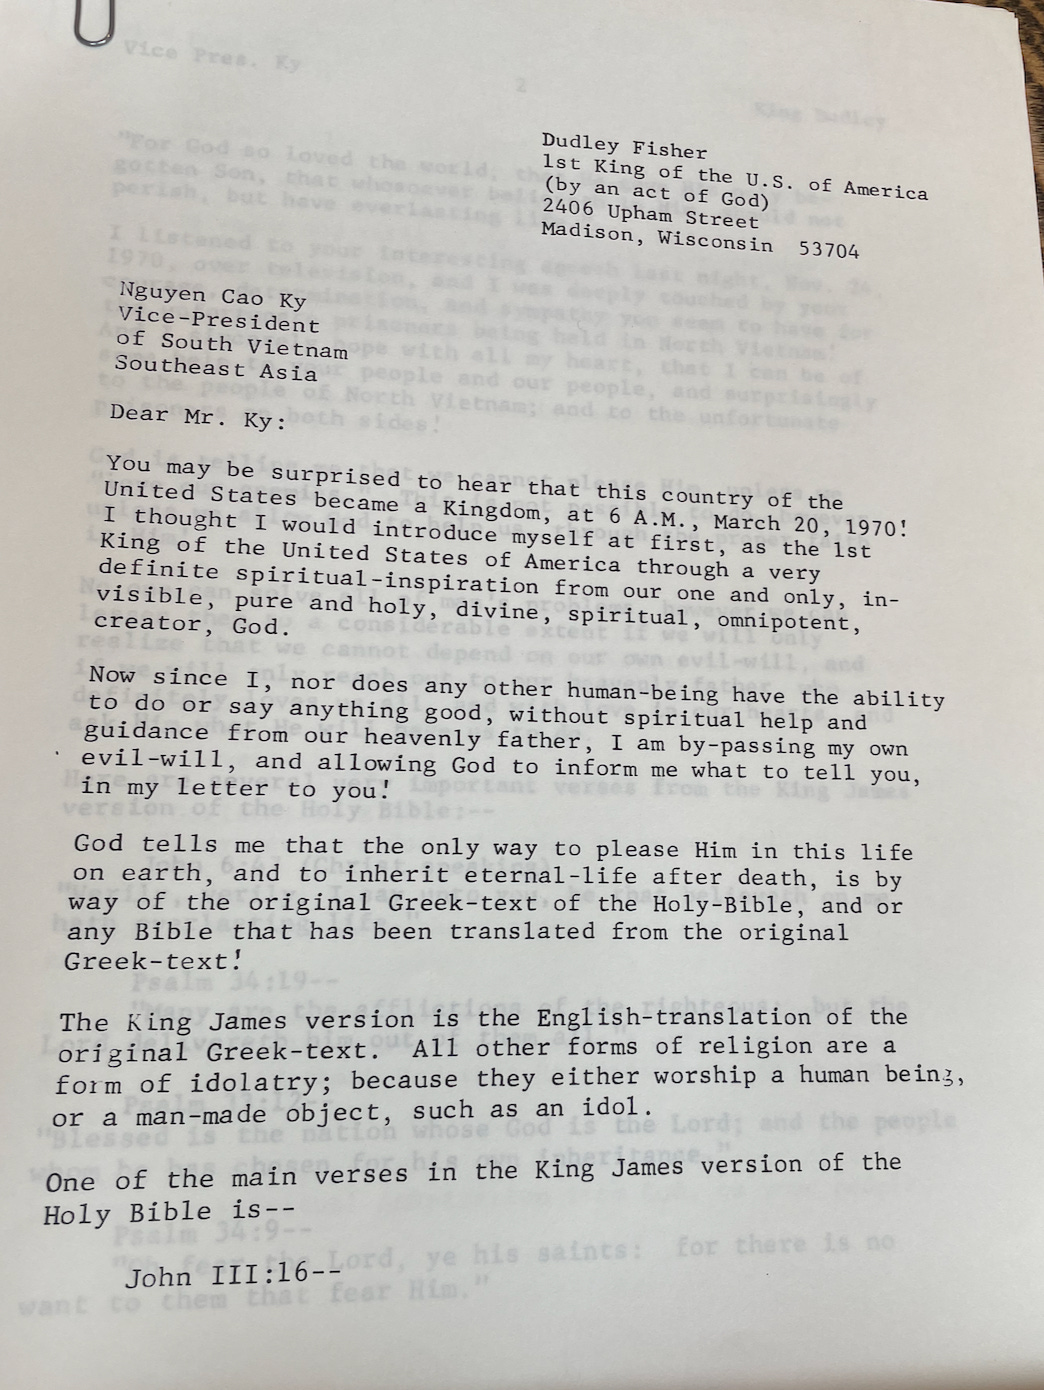 Dudley Fisher
1st King of the U.S. of America
(by an act of God)
2406 Upham Street
Madison, Wisconsin 53704
Nguyen Cao Ky
Vice-President
of South Vietnam
Southeast Asia
Dear Mr. Ky:
You may be surprised to hear that this country of the
United States became a Kingdom, at 6 A.M., March 20, 1970!
I thought I would introduce myself at first, as the 1st
King of the United States of America through a very
definite spiritual-inspiration from our one and only, in-
visible, pure and holy, divine, spiritual, omnipotent,
creator, God.
Now since I, nor does any other human-being have the ability
to do or say anything good, without spiritual help and
guidance from our heavenly father, I am by-passing my own
evil-will, and allowing God to inform me what to tell you,
in my letter to you!
God tells me that the only way to please Him in this life
on earth, and to inherit eternal-life after death, is by
way of the original Greek-text of the Holy-Bible, and or
any Bible that has been translated from the original
Greek-text!
The King James version is the English-translation of the
original Greek-text. All other forms of religion are a
form of idolatry; because they either worship a human being,
or a man-made object, such as an idol.
One of the main verses in the King James version of the
Holy Bible is--
John III:16--